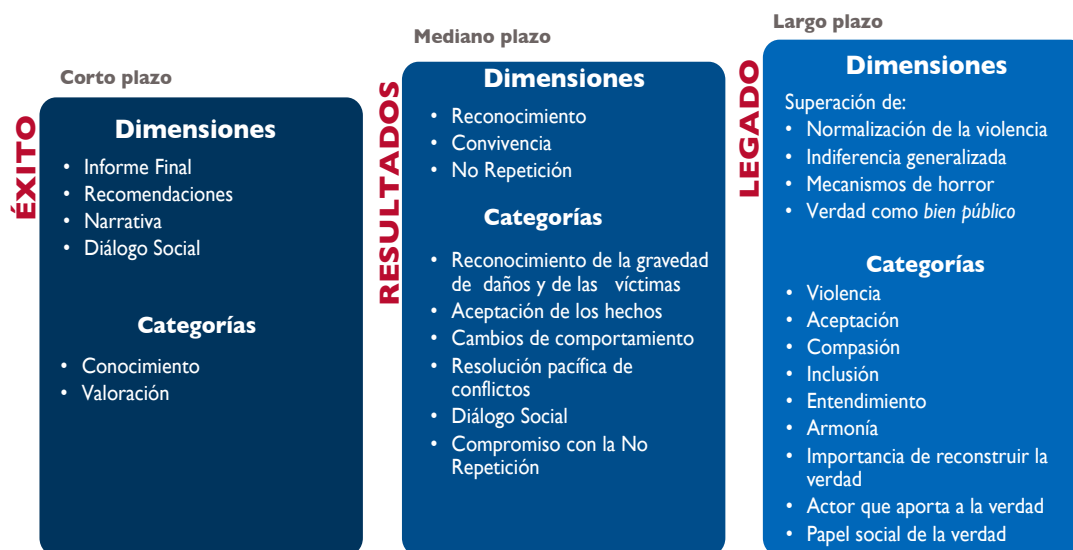 Corto plazo
ÉXITO
Dimensiones
• Informe Final
• Recomendaciones
• Narrativa
• Diálogo Social
Categorías
• Conocimiento
• Valoración
Mediano plazo
RESULTADOS
Dimensiones
• Reconocimiento
• Convivencia
• No Repetición
Categorías
• Reconocimiento de la gravedad
de daños y de las víctimas
• Aceptación de los hechos
• Cambios de comportamiento
• Resolución pacífica de
conflictos
• Diálogo Social
• Compromiso con la No
Repetición
Largo plazo
LEGADO
Dimensiones
Superación de:
• Normalización de la violencia
• Indiferencia generalizada
• Mecanismos de horror
• Verdad como bien público
Categorías
• Violencia
• Aceptación
• Compasión
• Inclusión
• Entendimiento
• Armonía
• Importancia de reconstruir la
verdad
• Actor que aporta a la verdad
• Papel social de la verdad